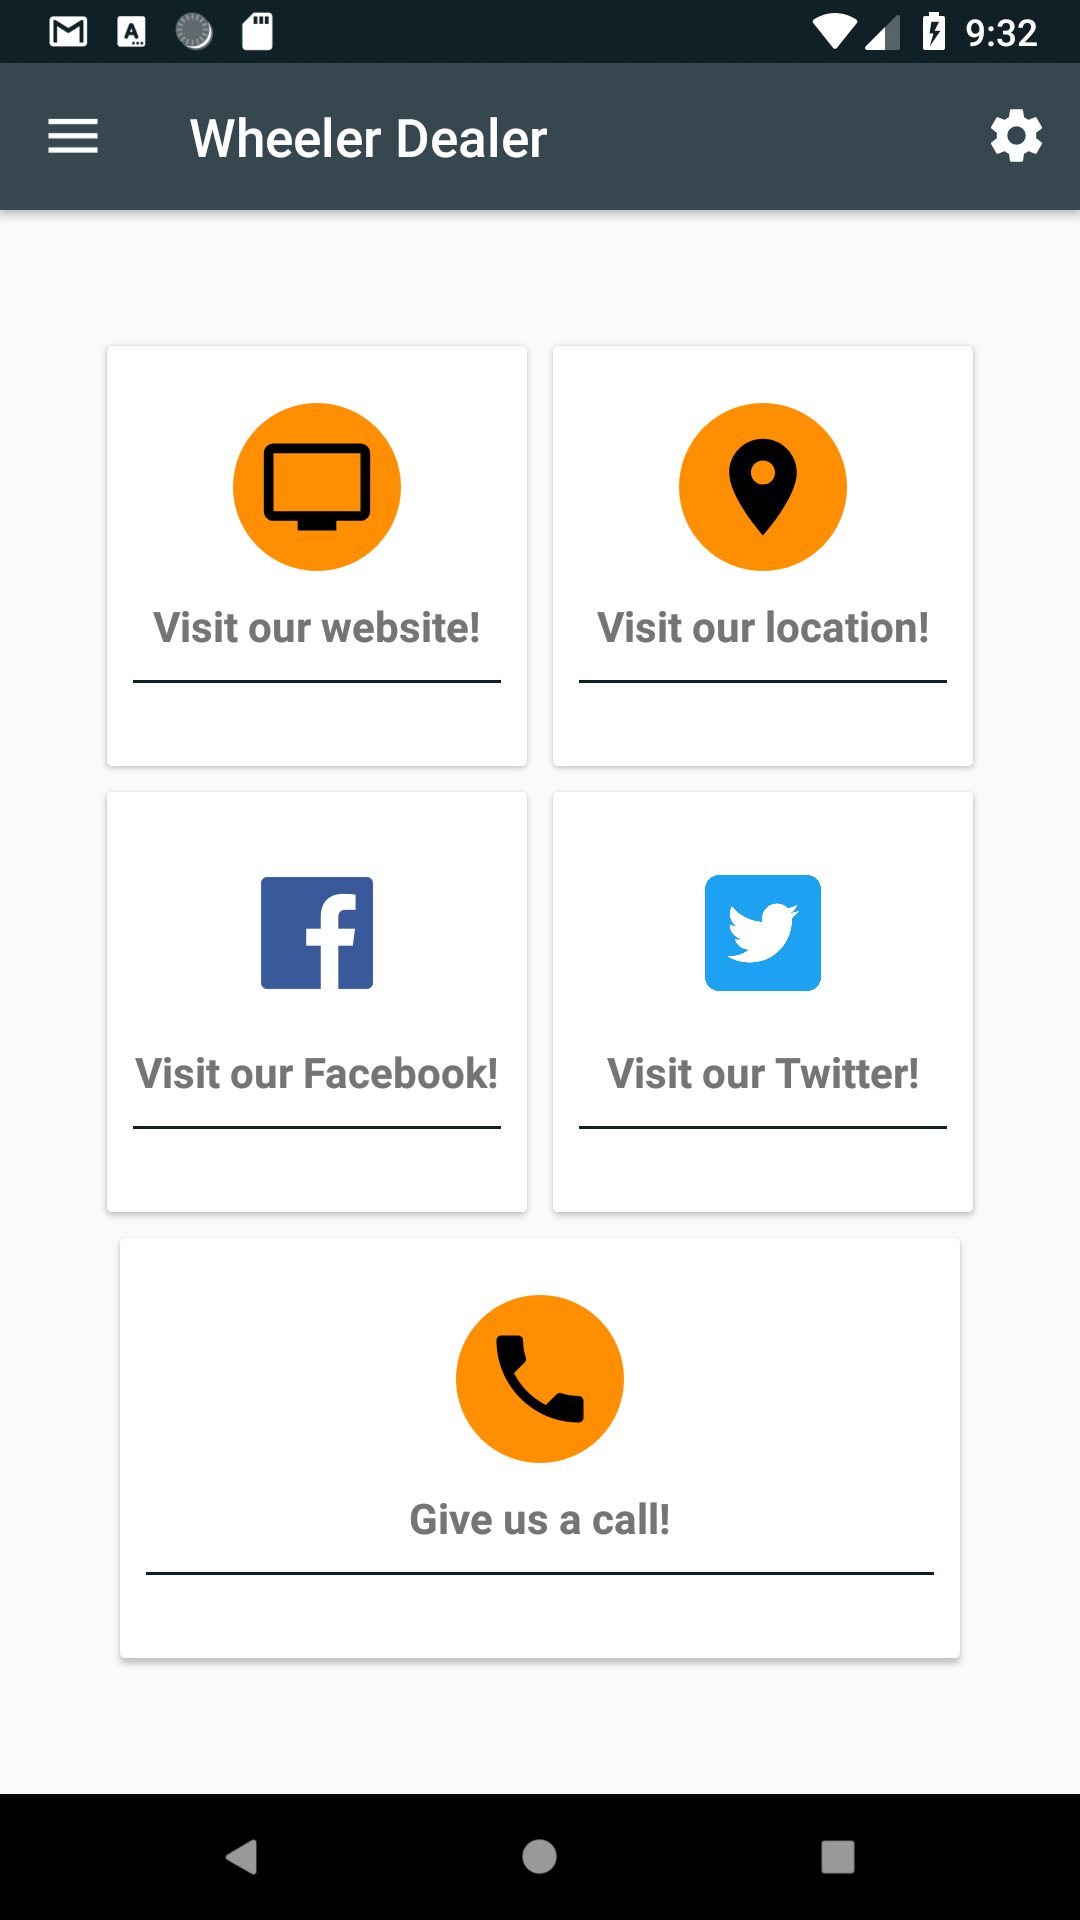 9:32
Wheeler Dealer
Visit our website!
Visit our location!
Visit our Facebook!
Visit our Twitter!
Give us a call!